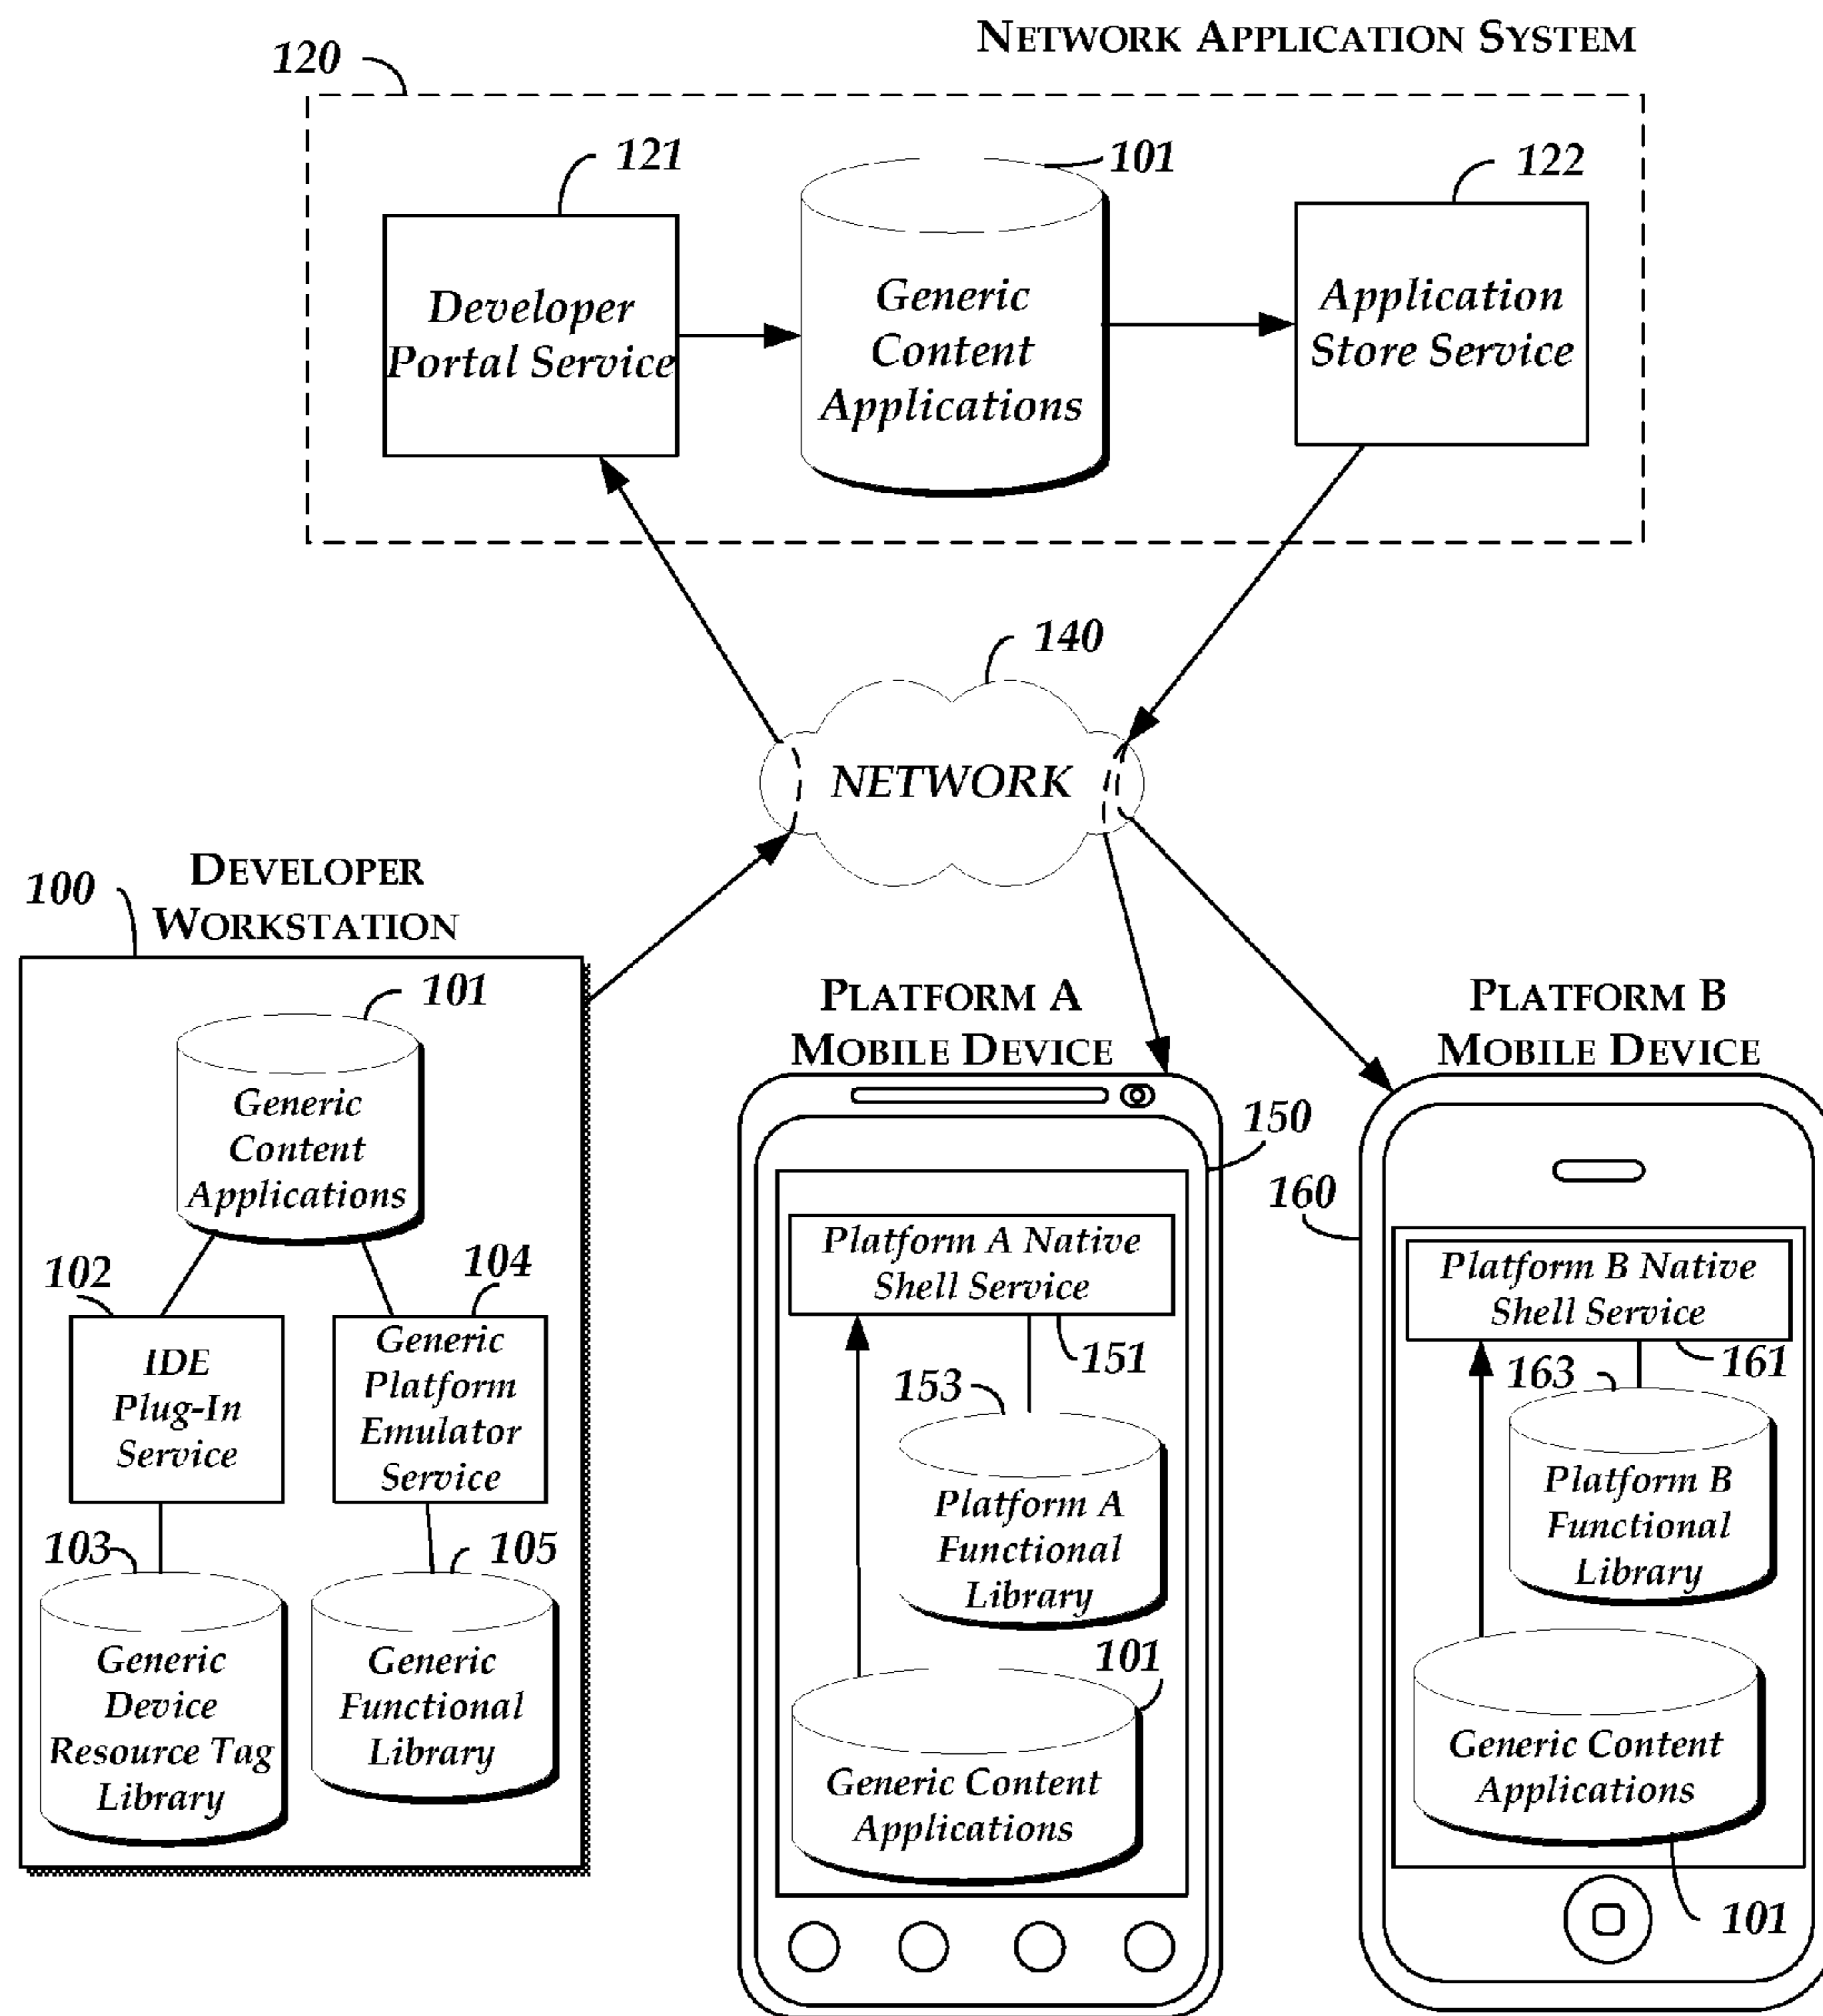 NETWORK APPLICATION SYSTEM
120
121
101
122
Developer
Portal Service
Generic
Content
Applications
Application
Store Service
140
NETWORK
DEVELOPER
WORKSTATION
100
101
Generic
Content
Applications
102
104
IDE
Plug-In
Service
Generic
Platform
Emulator
Service
103
105
Generic
Device
Resource Tag
Library
Generic
Functional
Library
PLATFORM A
MOBILE DEVICE
150
Platform A Native
Shell Service
151
153
Platform A
Functional
Library
101
Generic Content
Applications
PLATFORM B
MOBILE DEVICE
160
Platform B Native
Shell Service
161
163
Platform B
Functional
Library
Generic Content
Applications
101